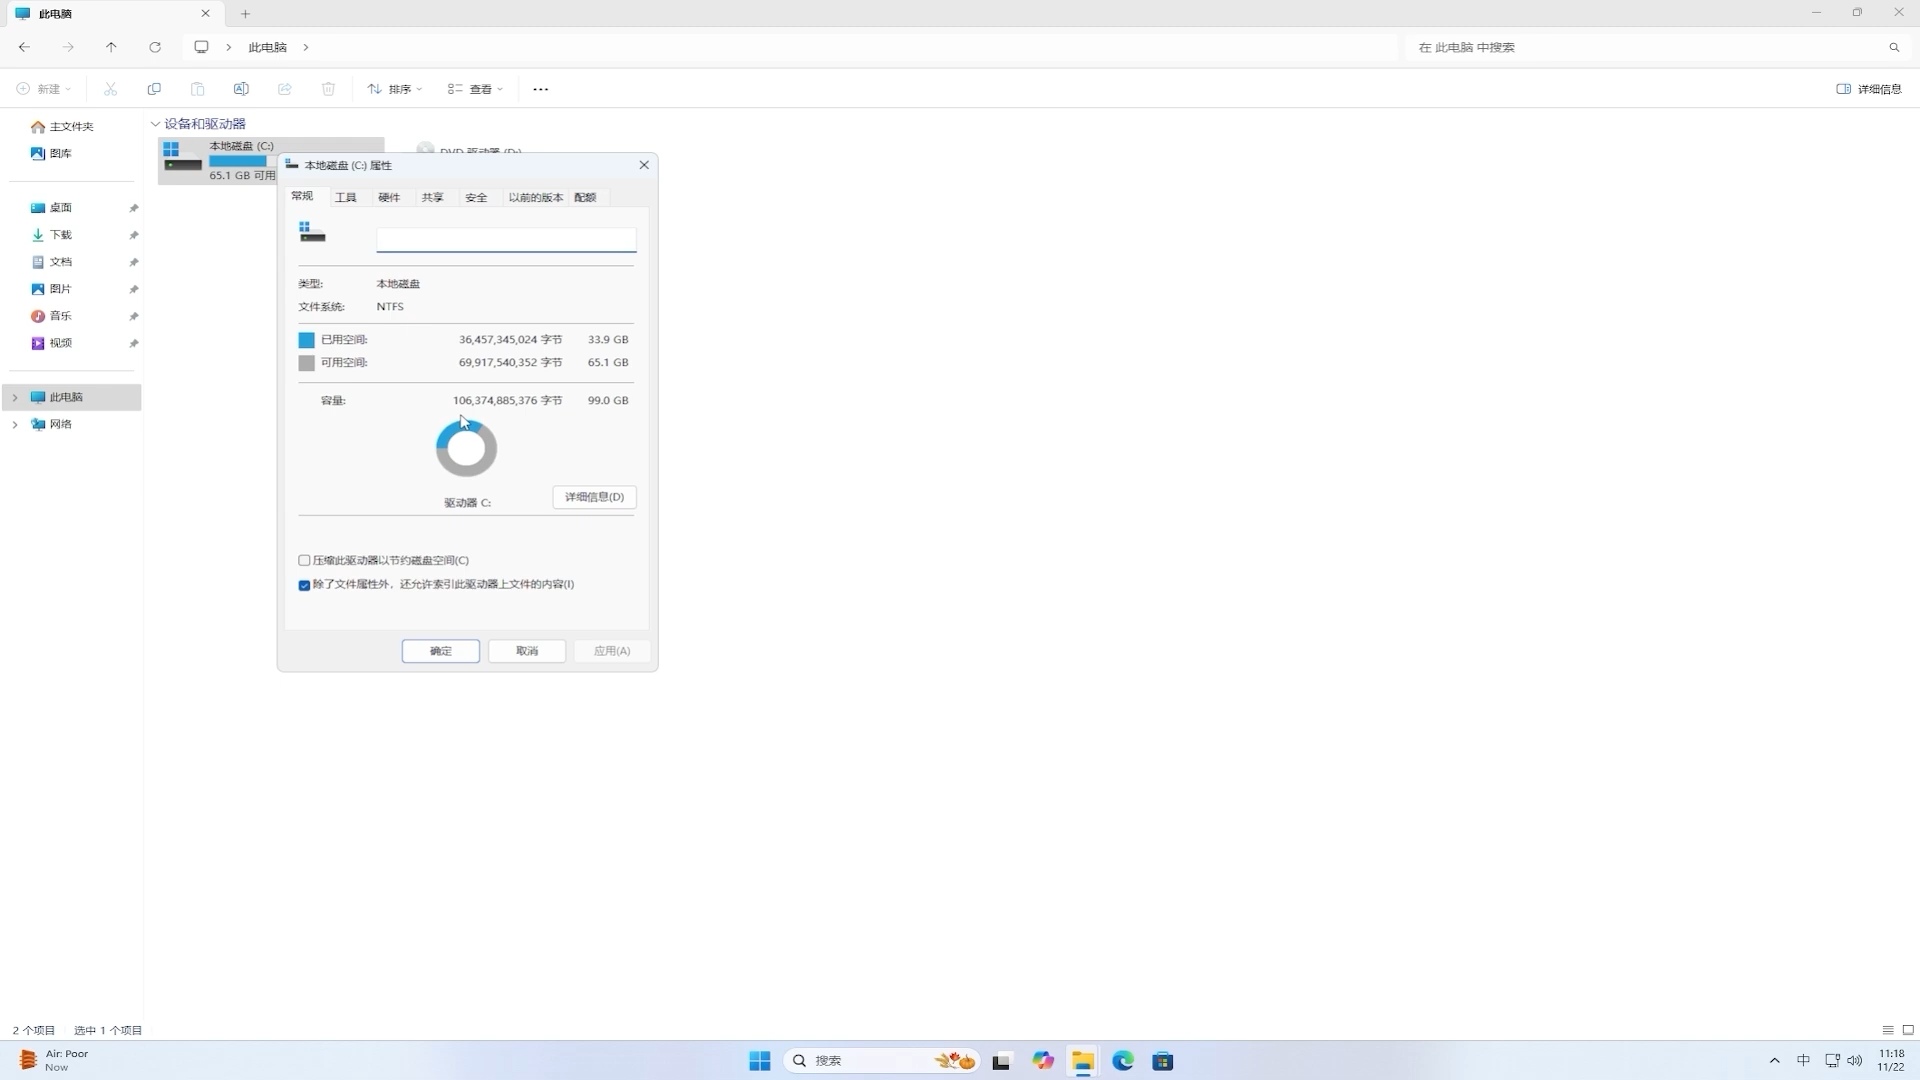 此电脑
此电脑
在 此电脑 中搜索
新建
排序
查看
详细信息
主文件夹
图库
桌面
下载
文档
图片
音乐
视频
此电脑
网络
设备和驱动器
本地磁盘 (C:)
65.1 GB 可用
DVD 驱动器 (D:)
本地磁盘 (C:) 属性
常规 工具 硬件 共享 安全 以前的版本 配额
类型: 本地磁盘
文件系统: NTFS
已用空间: 36,457,345,024 字节 33.9 GB
可用空间: 69,917,540,352 字节 65.1 GB
容量: 106,374,885,376 字节 99.0 GB
驱动器 C:
详细信息(D)
压缩此驱动器以节约磁盘空间(C)
除了文件属性外，还允许索引此驱动器上文件的内容(I)
确定 取消 应用(A)
2 个项目 选中 1 个项目
Air: Poor
Now
搜索
中
11:18
11/22